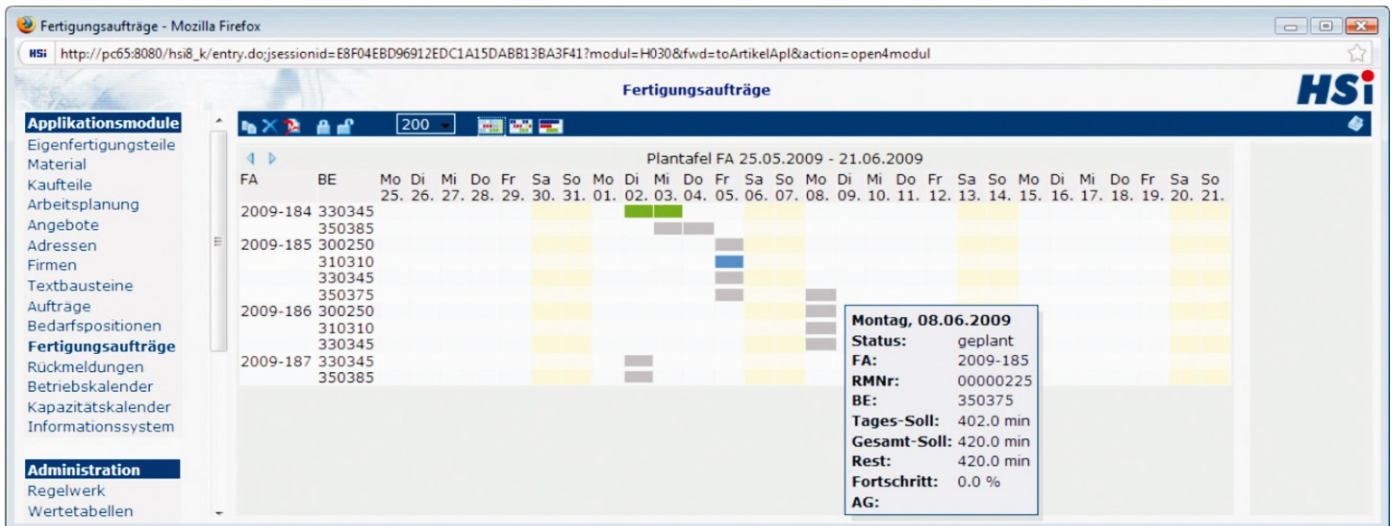 Fertigungsaufträge - Mozilla Firefox
HSi http://pc65:8080/hsi8_k/entry.do;jsessionid=E8F04EBD96912EDC1A15DABB13BA3F41?modul=H030&fwd=toArtikelApl&action=open4modul
Fertigungsaufträge
HSi
Applikationsmodule
Eigenfertigungsteile
Material
Kaufteile
Arbeitsplanung
Angebote
Adressen
Firmen
Textbausteine
Aufträge
Bedarfspositionen
Fertigungsaufträge
Rückmeldungen
Betriebskalender
Kapazitätskalender
Informationssystem
Administration
Regelwerk
Wertetabellen
200
Plantafel FA 25.05.2009 - 21.06.2009
FA BE Mo Di Mi Do Fr Sa So Mo Di Mi Do Fr Sa So Mo Di Mi Do Fr Sa So Mo Di Mi Do Fr Sa So
25. 26. 27. 28. 29. 30. 31. 01. 02. 03. 04. 05. 06. 07. 08. 09. 10. 11. 12. 13. 14. 15. 16. 17. 18. 19. 20. 21.
2009-184 330345
350385
2009-185 300250
310310
330345
350375
2009-186 300250
310310
330345
2009-187 330345
350385
Montag, 08.06.2009
Status: geplant
FA: 2009-185
RMNr: 00000225
BE: 350375
Tages-Soll: 402.0 min
Gesamt-Soll: 420.0 min
Rest: 420.0 min
Fortschritt: 0.0 %
AG: